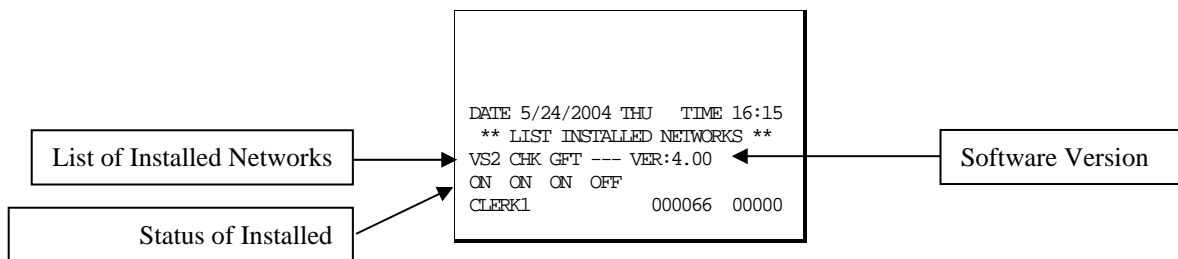 DATE 5/24/2004 THU TIME 16:15
** LIST INSTALLED NETWORKS **
List of Installed Networks
VS2 CHK GFT --- VER:4.00
Software Version
ON ON ON OFF
CLERK1 000066 00000
Status of Installed